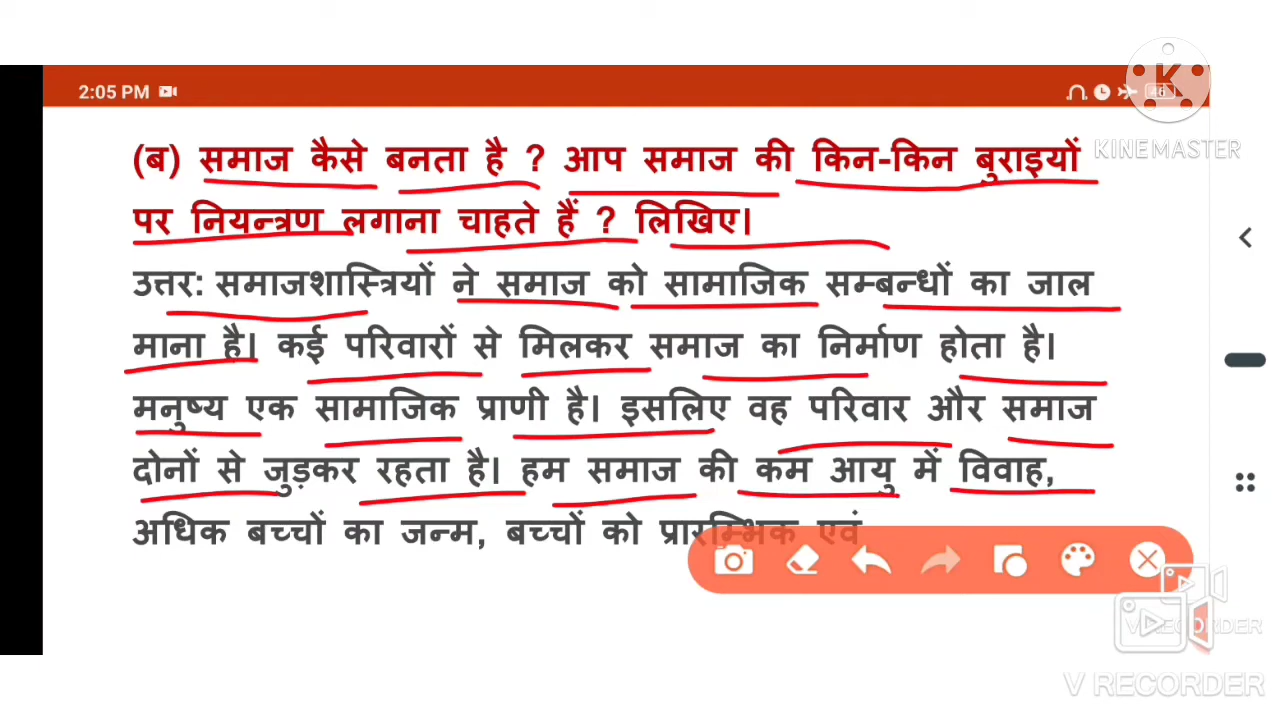 2:05 PM
46
KINEMASTER
(ब) समाज कैसे बनता है ? आप समाज की किन-किन बुराइयों
पर नियन्त्रण लगाना चाहते हैं ? लिखिए।
उत्तर: समाजशास्त्रियों ने समाज को सामाजिक सम्बन्धों का जाल
माना है। कई परिवारों से मिलकर समाज का निर्माण होता है।
मनुष्य एक सामाजिक प्राणी है। इसलिए वह परिवार और समाज
दोनों से जुड़कर रहता है। हम समाज की कम आयु में विवाह,
अधिक बच्चों का जन्म, बच्चों को प्रारम्भिक एवं
V RECORDER
V RECORDER